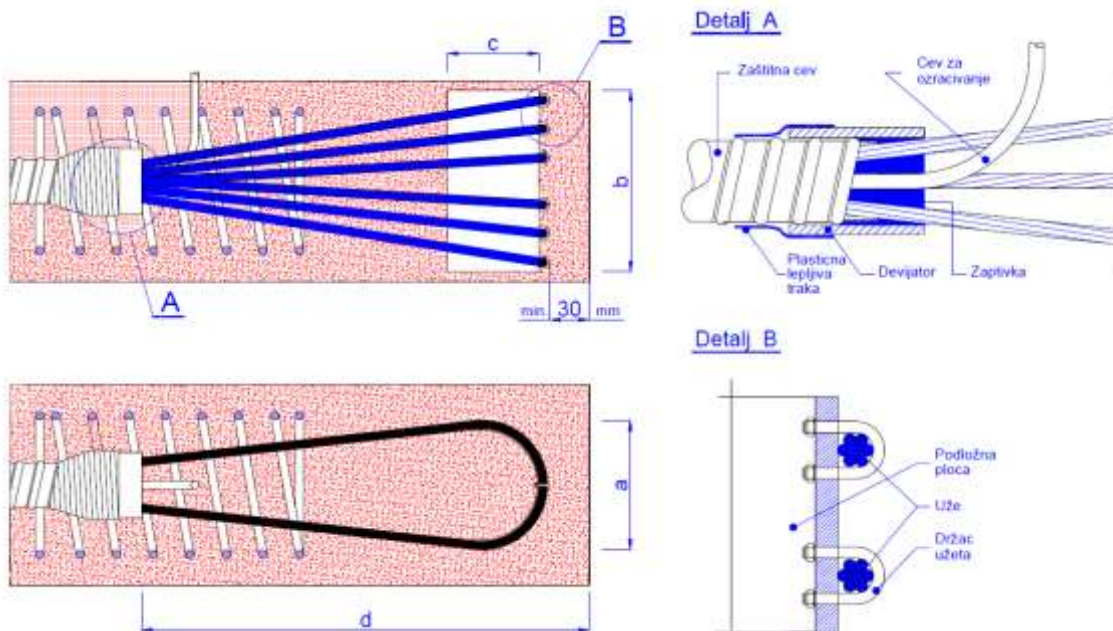 c
B
b
A
min. 30 mm
Detalj A
Zaštitna cev
Cev za
ozracivanje
Plasticna
lepljiva
traka
Devijator
Zaptivka
a
d
Detalj B
Podložna
ploca
Uže
Držac
užeta